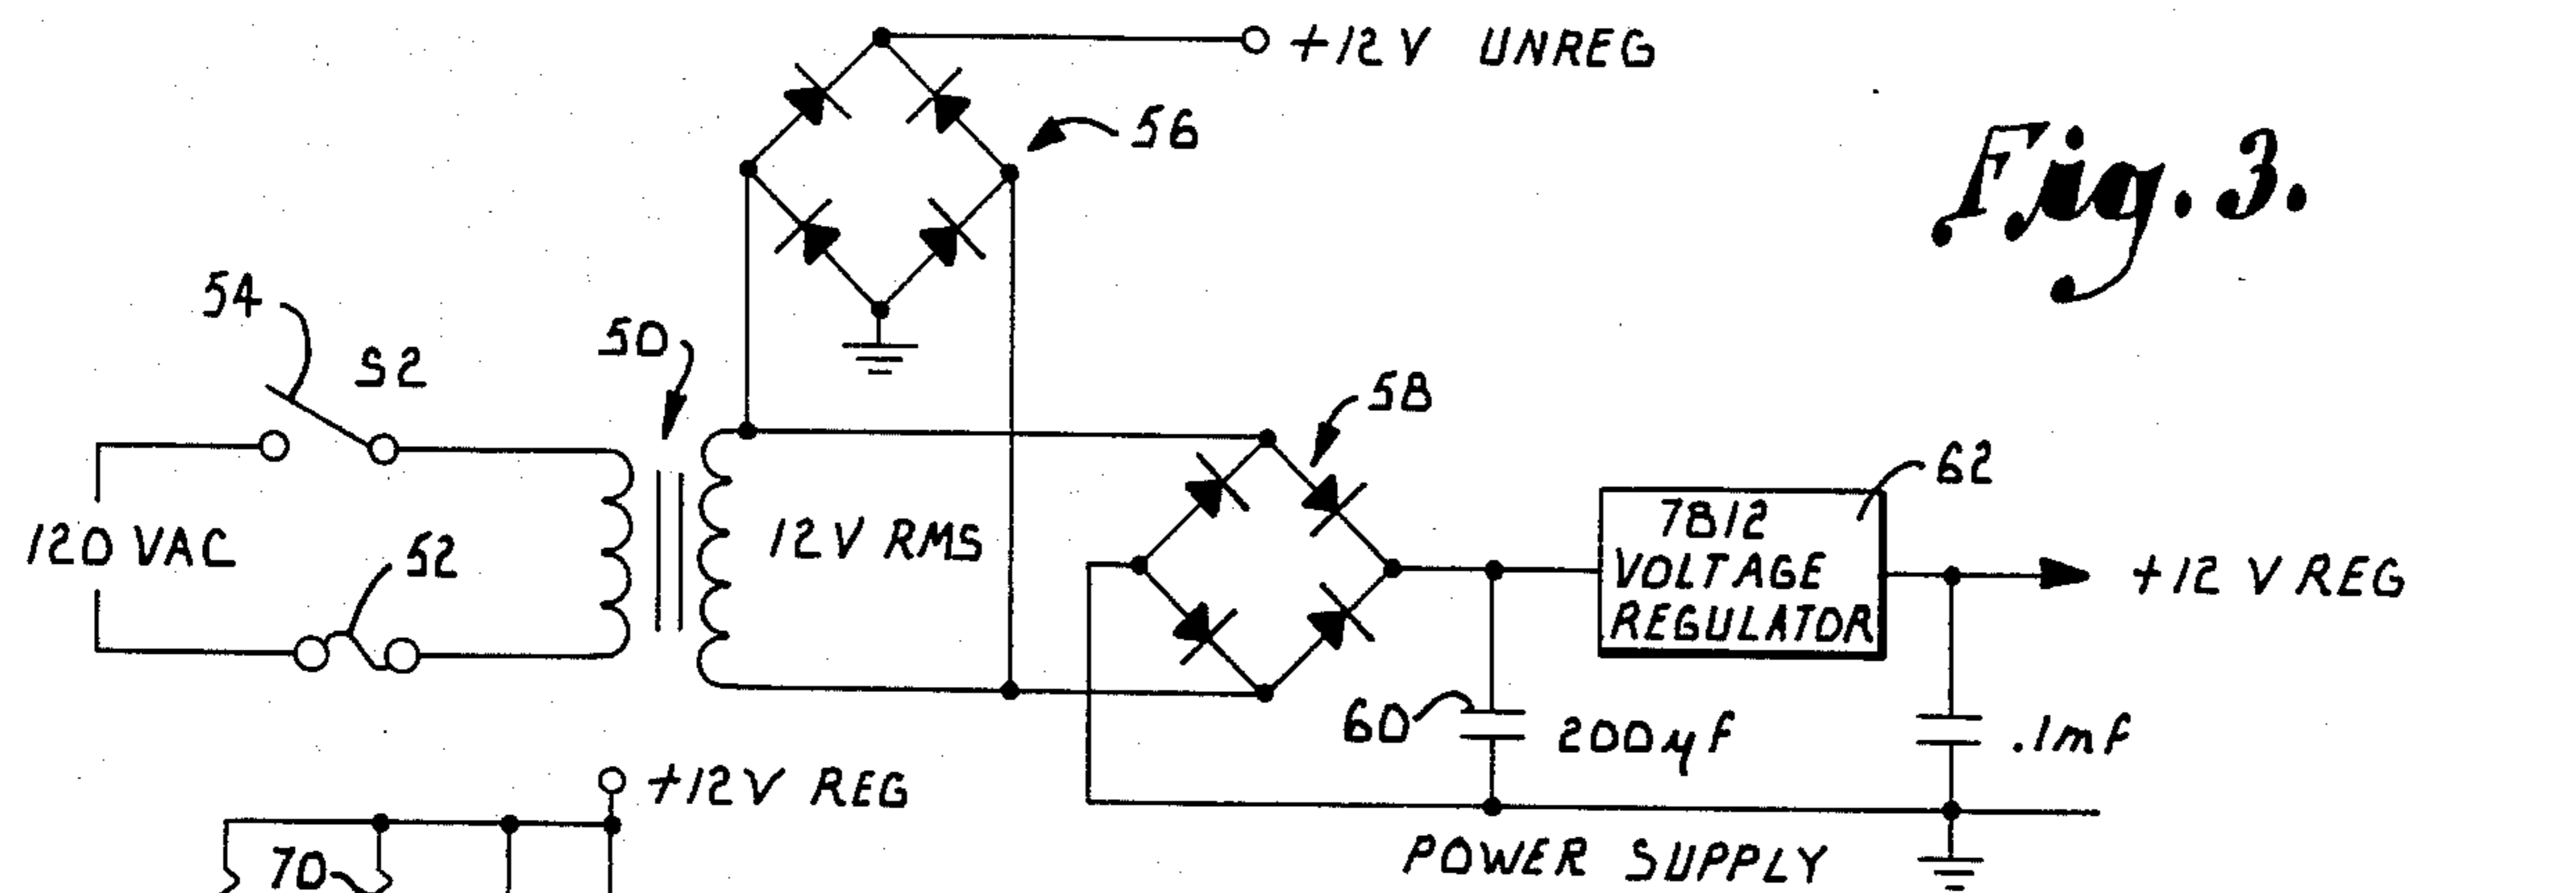 +12 V UNREG
56
Fig. 3.
54
S2
50
58
62
120 VAC
52
12V RMS
7812
VOLTAGE
REGULATOR
+12 V REG
60
200µf
.1mf
+12V REG
POWER SUPPLY
70